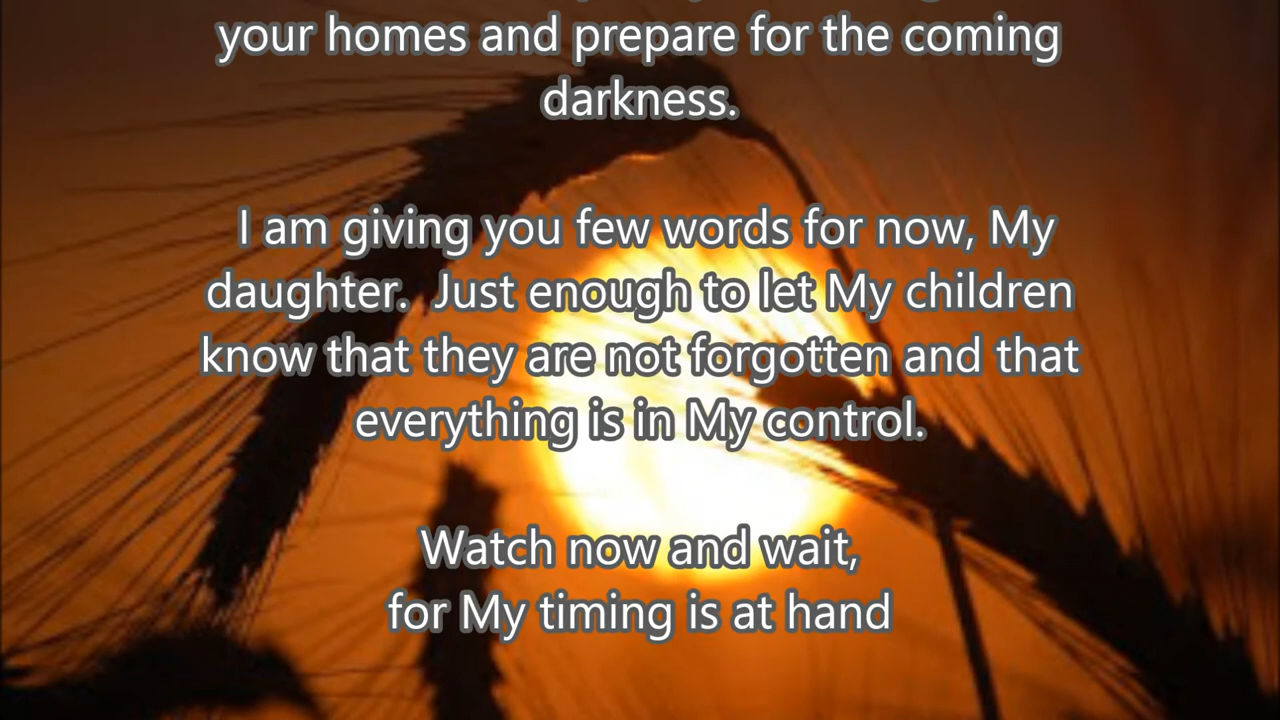 your homes and prepare for the coming
darkness.
I am giving you few words for now, My
daughter.  Just enough to let My children
know that they are not forgotten and that
everything is in My control.
Watch now and wait,
for My timing is at hand